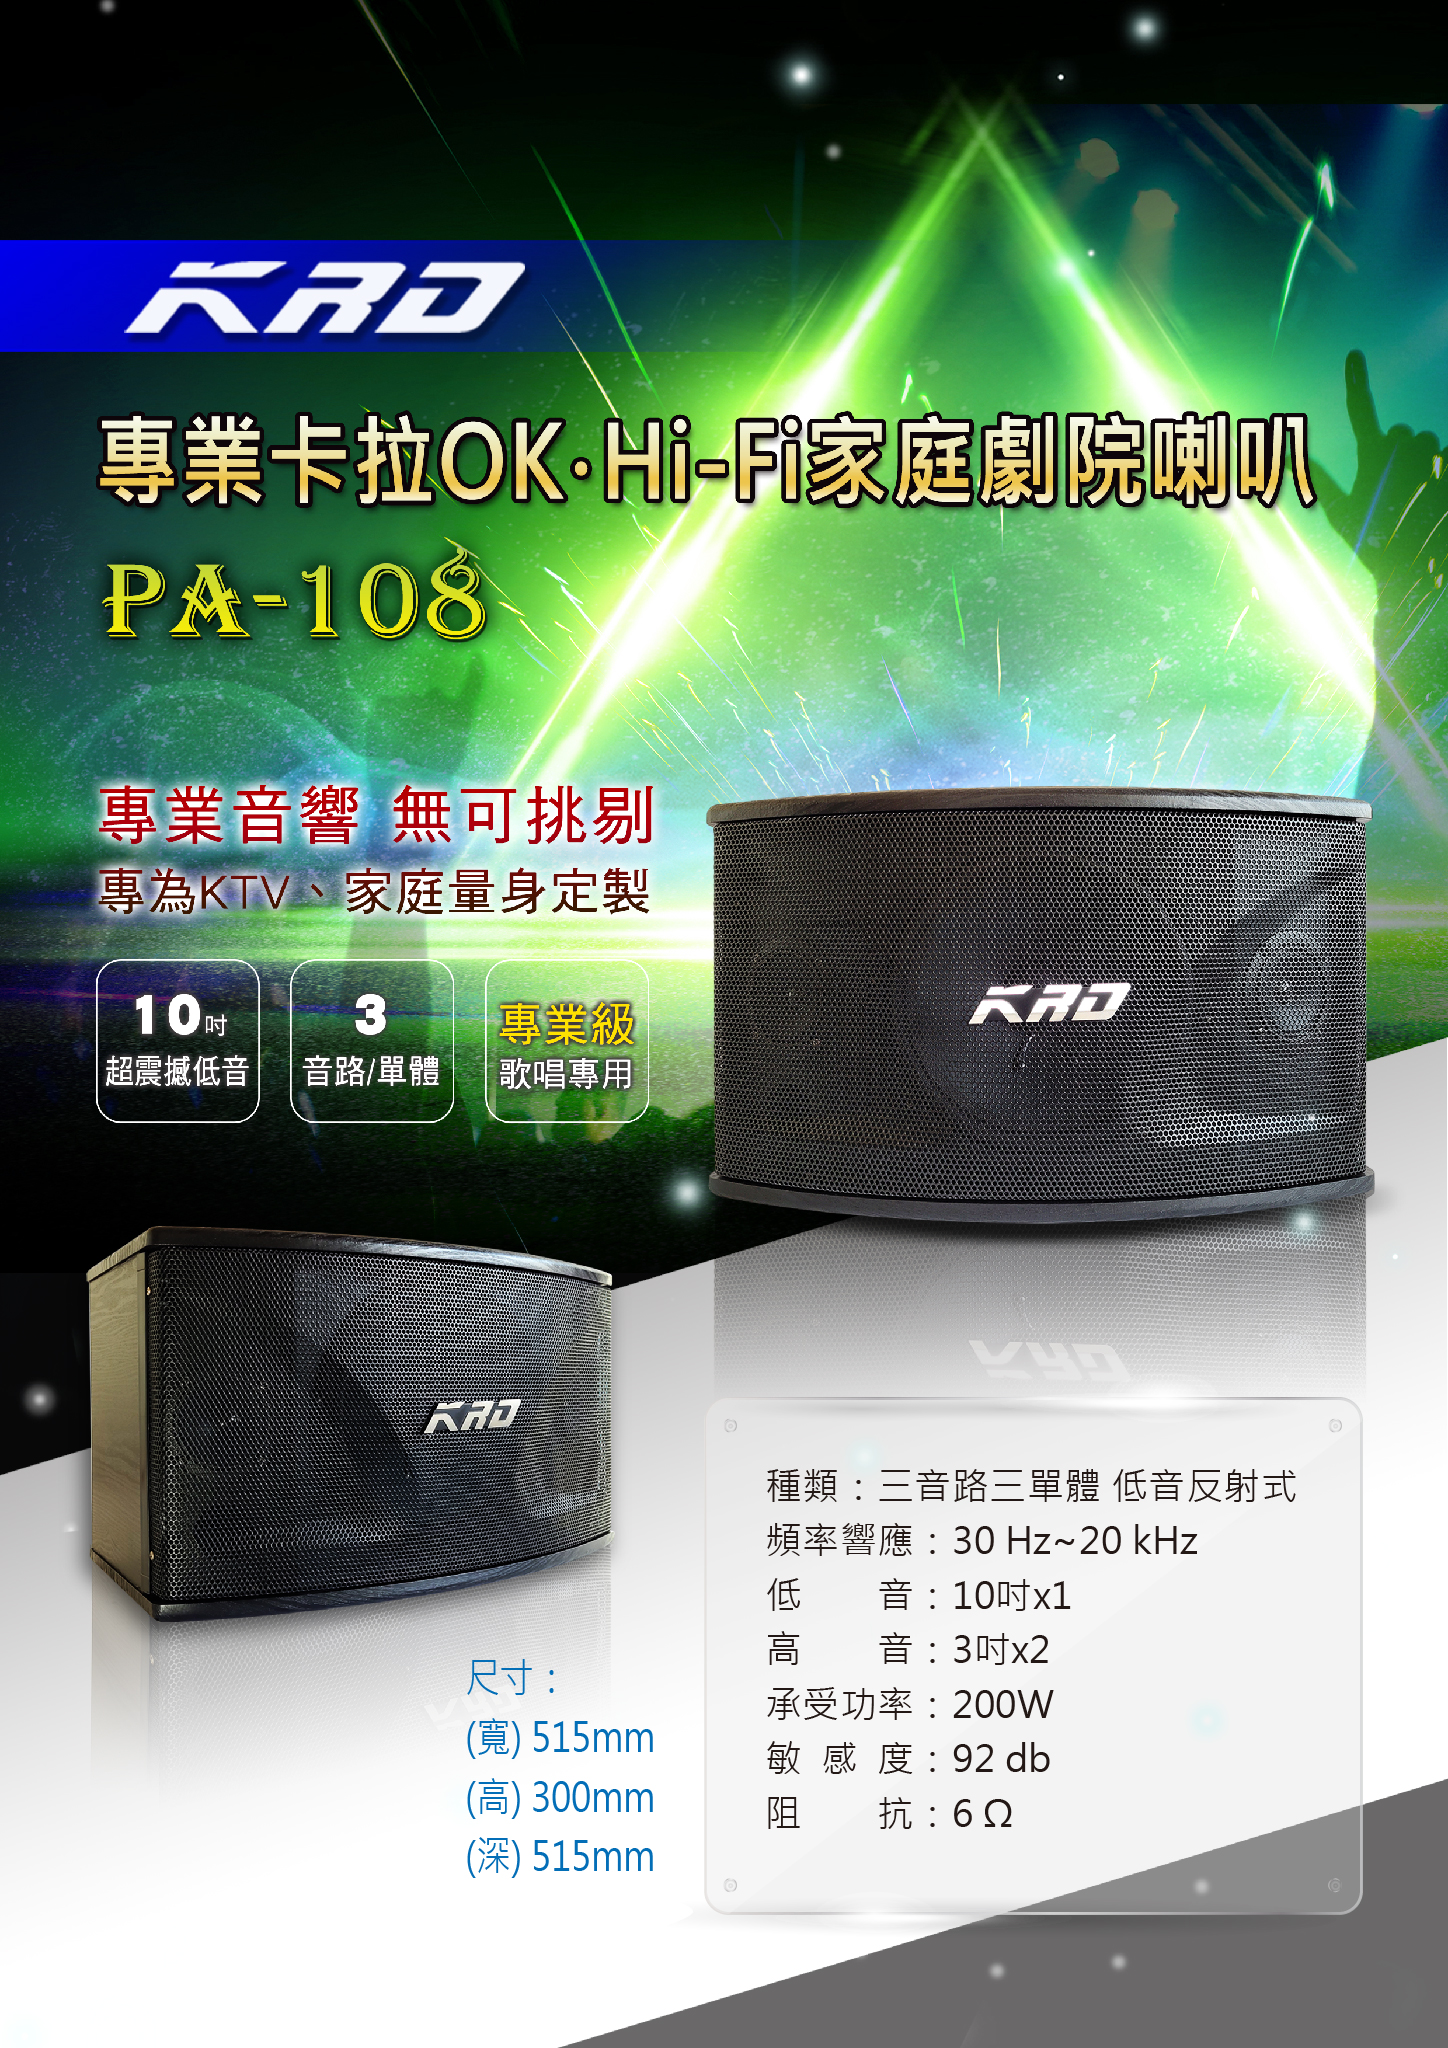 KRD
專業卡拉OK·Hi-Fi家庭劇院喇叭
PA-108
專業音響 無可挑剔
專為KTV、家庭量身定製
10吋
超震撼低音
3
音路/單體
專業級
歌唱專用
KRD
KRD
種類：三音路三單體 低音反射式
頻率響應：30 Hz~20 kHz
低音：10吋x1
高音：3吋x2
承受功率：200W
敏感度：92 db
阻抗：6 Ω
尺寸：
(寬) 515mm
(高) 300mm
(深) 515mm